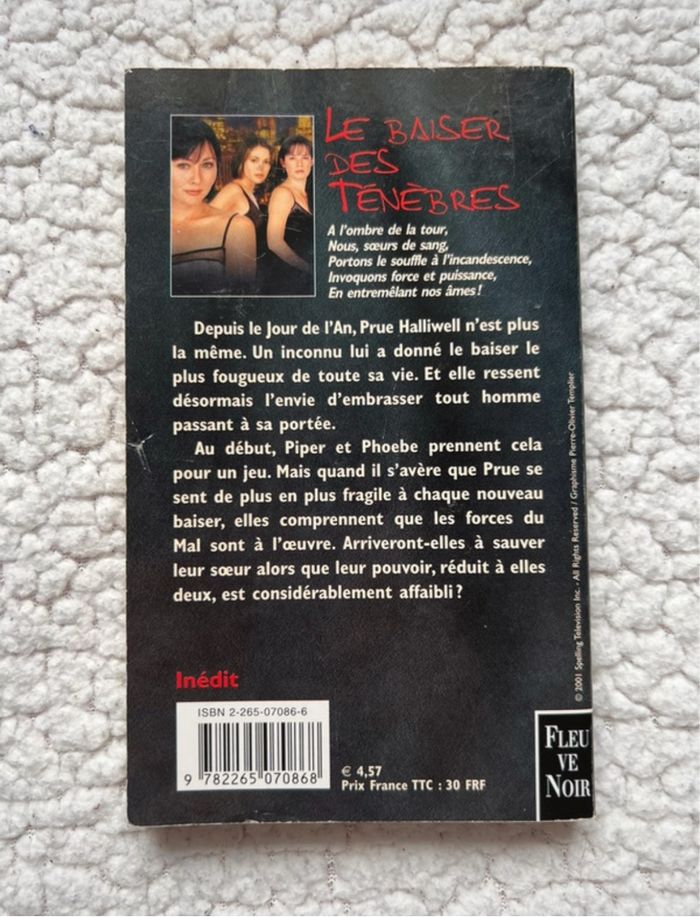 LE BAISER
DES
TÉNÈBRES
A l'ombre de la tour,
Nous, sœurs de sang,
Portons le souffle à l'incandescence,
Invoquons force et puissance,
En entremêlant nos âmes !
Depuis le Jour de l'An, Prue Halliwell n'est plus
la même. Un inconnu lui a donné le baiser le
plus fougueux de toute sa vie. Et elle ressent
désormais l'envie d'embrasser tout homme
passant à sa portée.
Au début, Piper et Phoebe prennent cela
pour un jeu. Mais quand il s'avère que Prue se
sent de plus en plus fragile à chaque nouveau
baiser, elles comprennent que les forces du
Mal sont à l'œuvre. Arriveront-elles à sauver
leur sœur alors que leur pouvoir, réduit à elles
deux, est considérablement affaibli ?
© 2001 Spelling Television Inc. - All Rights Reserved / Graphisme Pierre-Olivier Templier
Inédit
ISBN 2-265-07086-6
9 782265 070868
€ 4,57
Prix France TTC : 30 FRF
FLEU
VE
NOIR